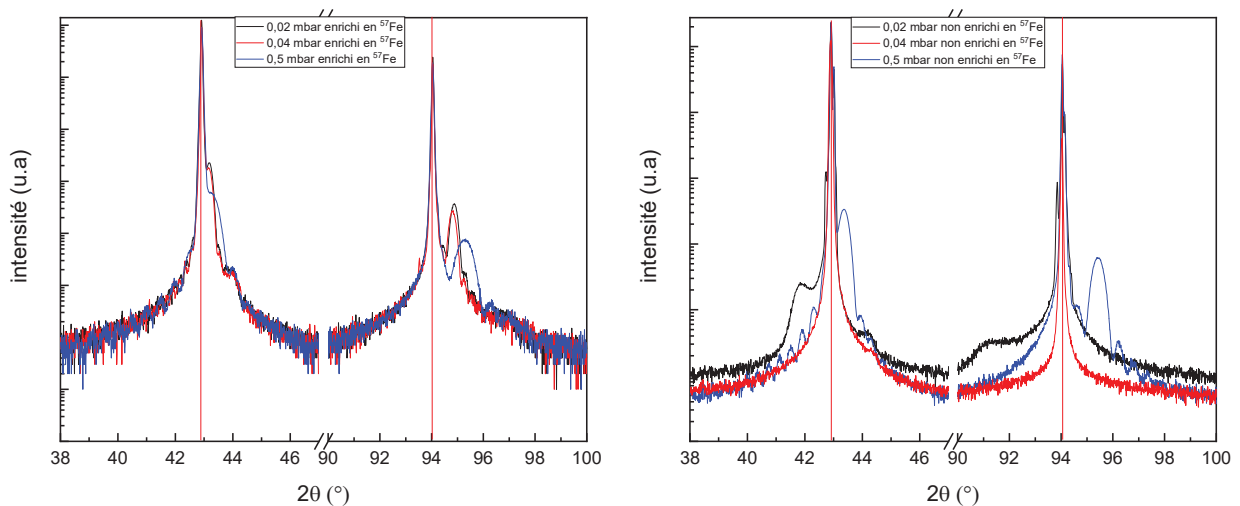 0,02 mbar enrichi en ⁵⁷Fe
0,04 mbar enrichi en ⁵⁷Fe
0,5 mbar enrichi en ⁵⁷Fe
intensité (u.a)
38 40 42 44 46 90 92 94 96 98 100
2θ (°)
0,02 mbar non enrichi en ⁵⁷Fe
0,04 mbar non enrichi en ⁵⁷Fe
0,5 mbar non enrichi en ⁵⁷Fe
intensité (u.a)
38 40 42 44 46 90 92 94 96 98 100
2θ (°)